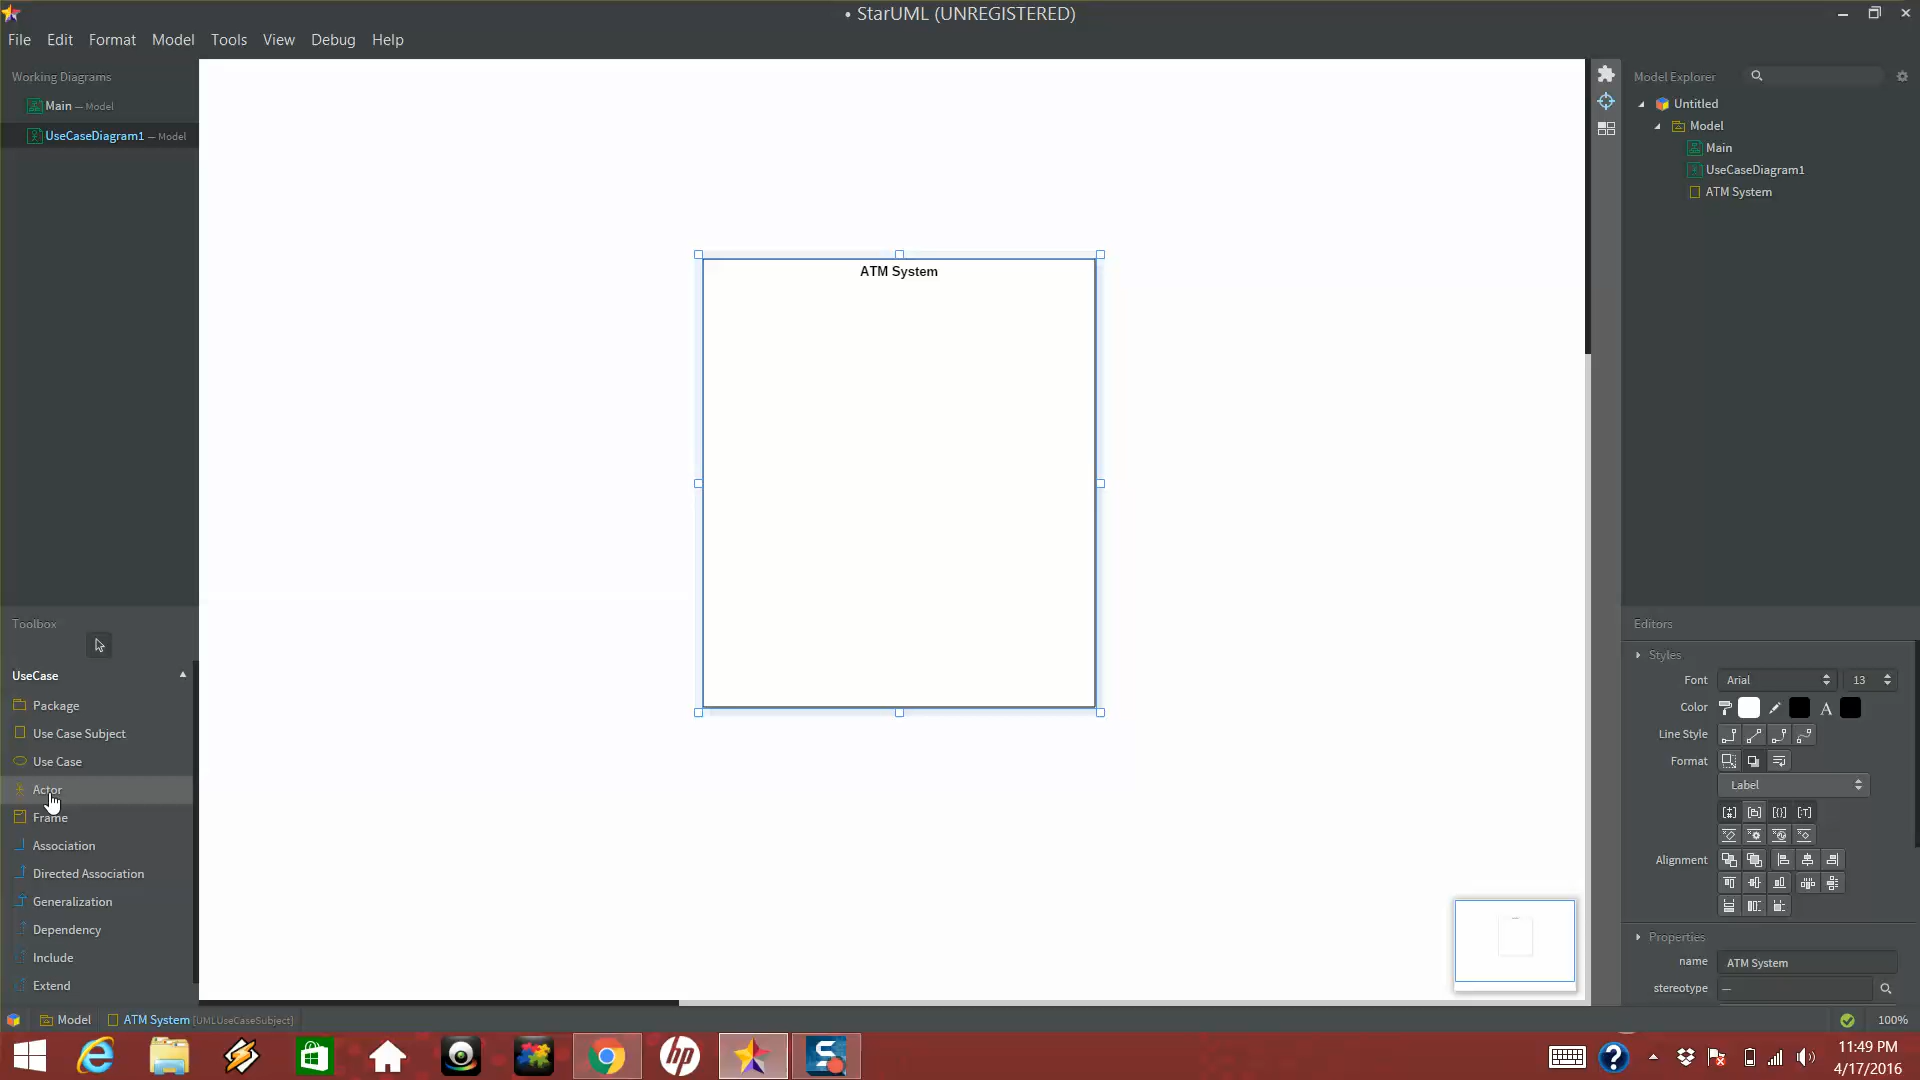 • StarUML (UNREGISTERED)
File Edit Format Model Tools View Debug Help
Working Diagrams
Main — Model
UseCaseDiagram1 — Model
ATM System
Model Explorer
Untitled
Model
Main
UseCaseDiagram1
ATM System
Toolbox
UseCase
Package
Use Case Subject
Use Case
Actor
Frame
Association
Directed Association
Generalization
Dependency
Include
Extend
Editors
Styles
Font Arial 13
Color A
Line Style
Format
Label
Alignment
Properties
name ATM System
stereotype —
Model ATM System [UMLUseCaseSubject]
100%
hp
S
?
11:49 PM
4/17/2016